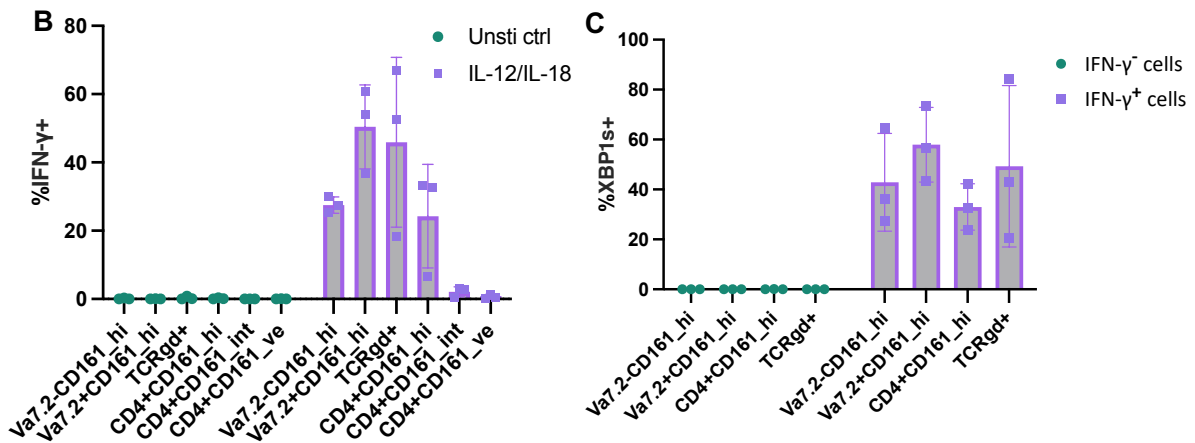 B
80
60
40
20
0
%IFN-γ+
Unsti ctrl
IL-12/IL-18
Va7.2-CD161_hi
Va7.2+CD161_hi
TCRgd+
CD4+CD161_hi
CD4+CD161_int
CD4+CD161_ve
Va7.2-CD161_hi
Va7.2+CD161_hi
TCRgd+
CD4+CD161_hi
CD4+CD161_int
CD4+CD161_ve
C
100
80
60
40
20
0
%XBP1s+
IFN-γ⁻ cells
IFN-γ⁺ cells
Va7.2-CD161_hi
Va7.2+CD161_hi
CD4+CD161_hi
TCRgd+
Va7.2-CD161_hi
Va7.2+CD161_hi
CD4+CD161_hi
TCRgd+